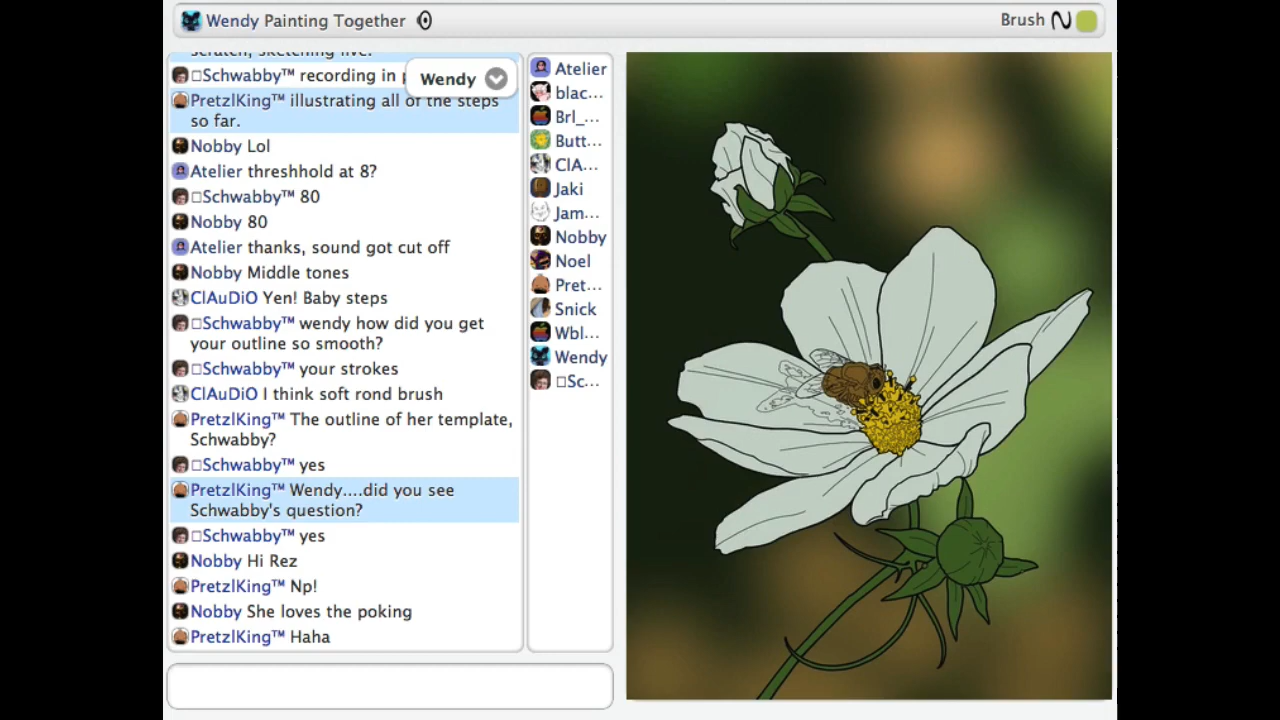 Wendy Painting Together
Brush
scratch, sketching live.
□Schwabby™ recording in
Wendy
PretzlKing™ illustrating all of the steps
so far.
Nobby Lol
Atelier threshhold at 8?
□Schwabby™ 80
Nobby 80
Atelier thanks, sound got cut off
Nobby Middle tones
ClAuDiO Yen! Baby steps
□Schwabby™ wendy how did you get
your outline so smooth?
□Schwabby™ your strokes
ClAuDiO I think soft rond brush
PretzlKing™ The outline of her template,
Schwabby?
□Schwabby™ yes
PretzlKing™ Wendy....did you see
Schwabby's question?
□Schwabby™ yes
Nobby Hi Rez
PretzlKing™ Np!
Nobby She loves the poking
PretzlKing™ Haha
Atelier
blac...
Brl_...
Butt...
ClA...
Jaki
Jam...
Nobby
Noel
Pret...
Snick
Wbl...
Wendy
□Sc...